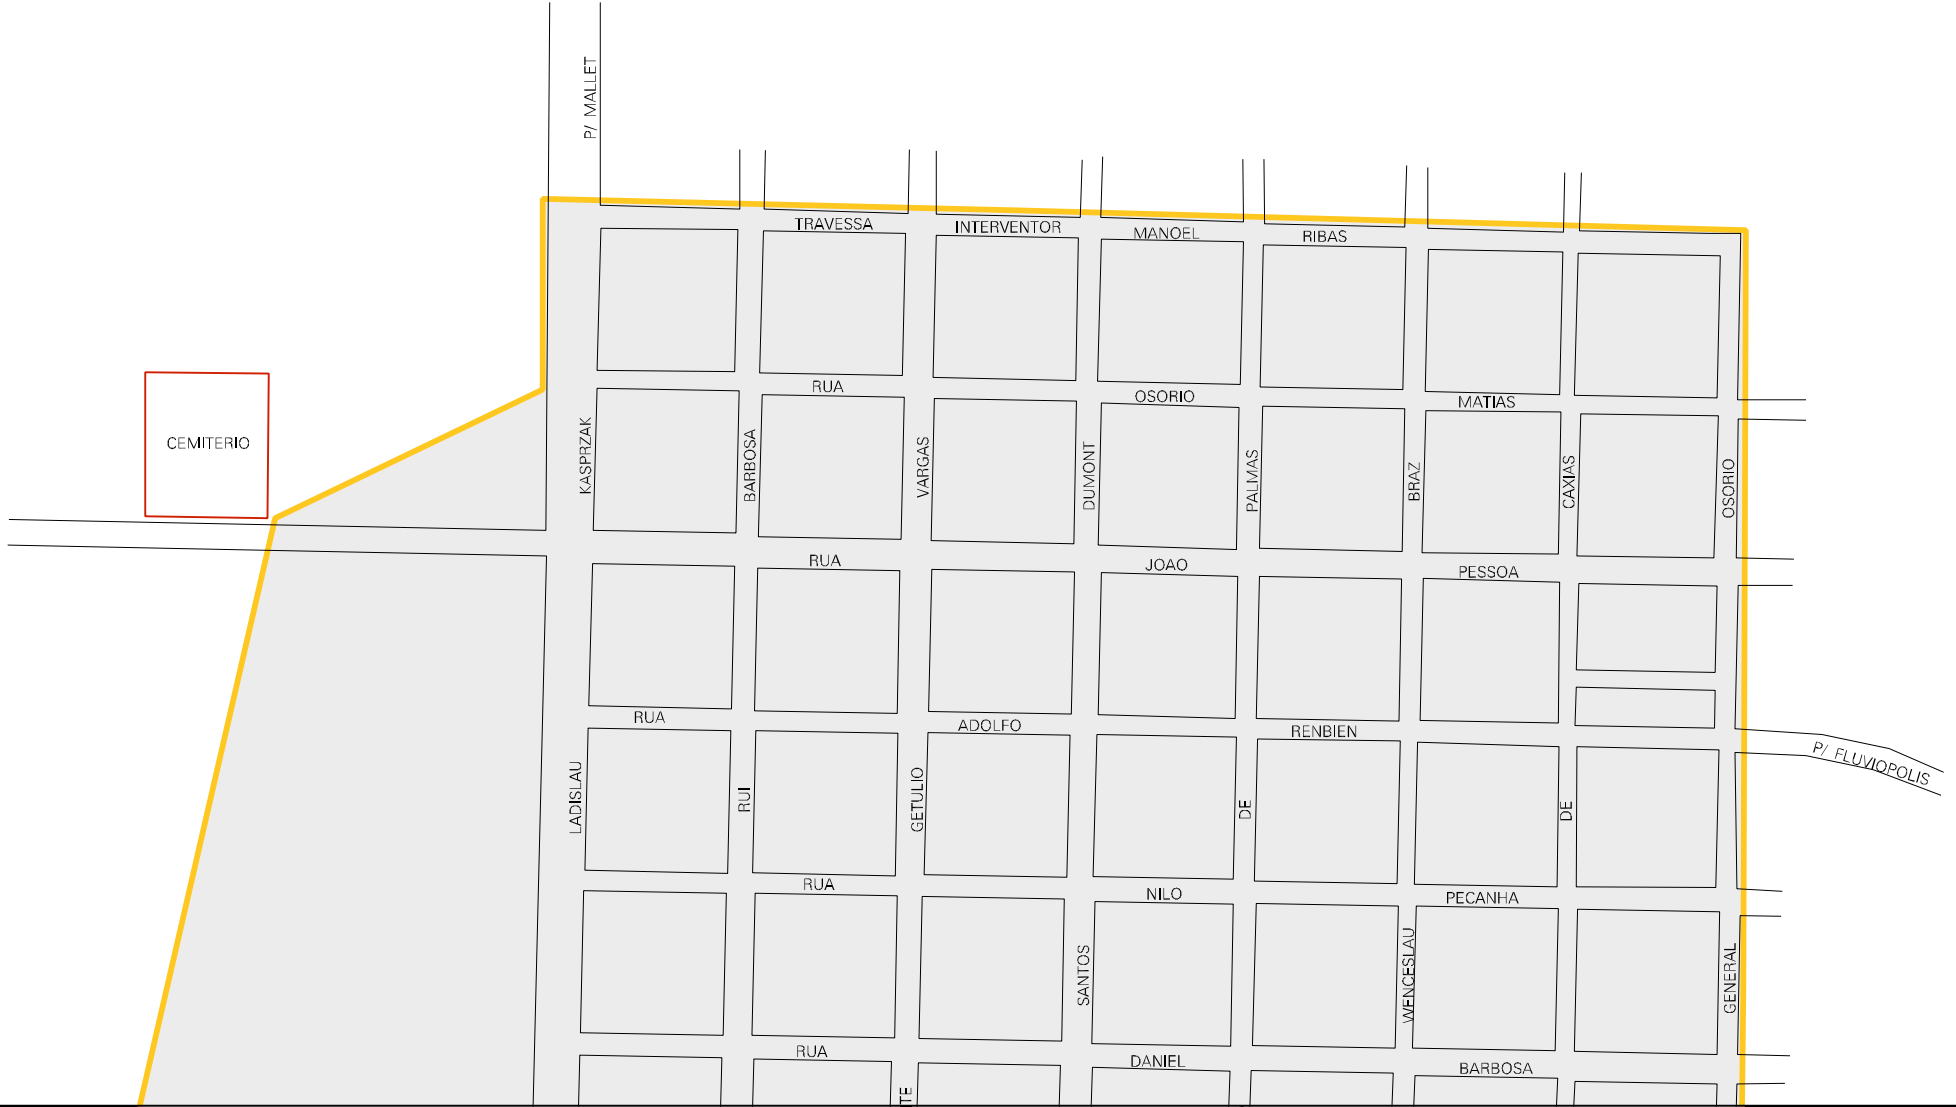 P/ MALLET
TRAVESSA INTERVENTOR MANOEL RIBAS
RUA OSORIO MATIAS
CEMITERIO
KASPRZAK
BARBOSA
VARGAS
DUMONT
PALMAS
BRAZ
CAXIAS
OSORIO
RUA JOAO PESSOA
RUA ADOLFO RENBIEN
P/ FLUVIOPOLIS
LADISLAU
RUI
GETULIO
DE
DE
RUA NILO PECANHA
SANTOS
WENCESLAU
GENERAL
RUA DANIEL BARBOSA
TE